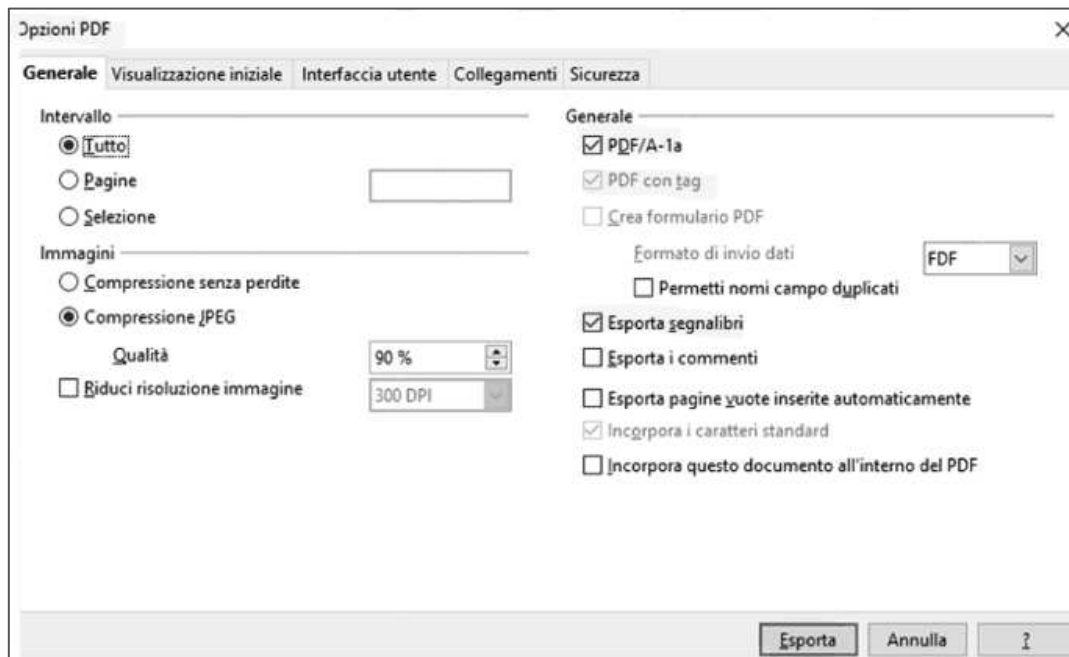 Opzioni PDF
Generale Visualizzazione iniziale Interfaccia utente Collegamenti Sicurezza
Intervallo
Tutto
Pagine
Selezione
Immagini
Compressione senza perdite
Compressione JPEG
Qualità 90 %
Riduci risoluzione immagine 300 DPI
Generale
PDF/A-1a
PDF con tag
Crea formulario PDF
Formato di invio dati FDF
Permetti nomi campo duplicati
Esporta segnalibri
Esporta i commenti
Esporta pagine vuote inserite automaticamente
Incorpora i caratteri standard
Incorpora questo documento all'interno del PDF
Esporta Annulla ?